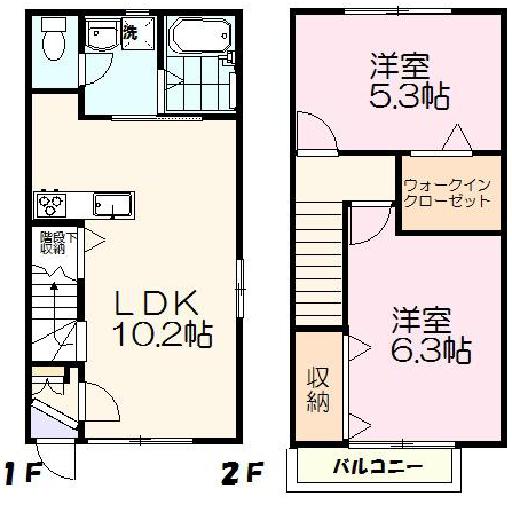 洗
階段下
収納
LDK
10.2帖
1F
洋室
5.3帖
ウォークイン
クローゼット
洋室
6.3帖
収
納
バルコニー
2F